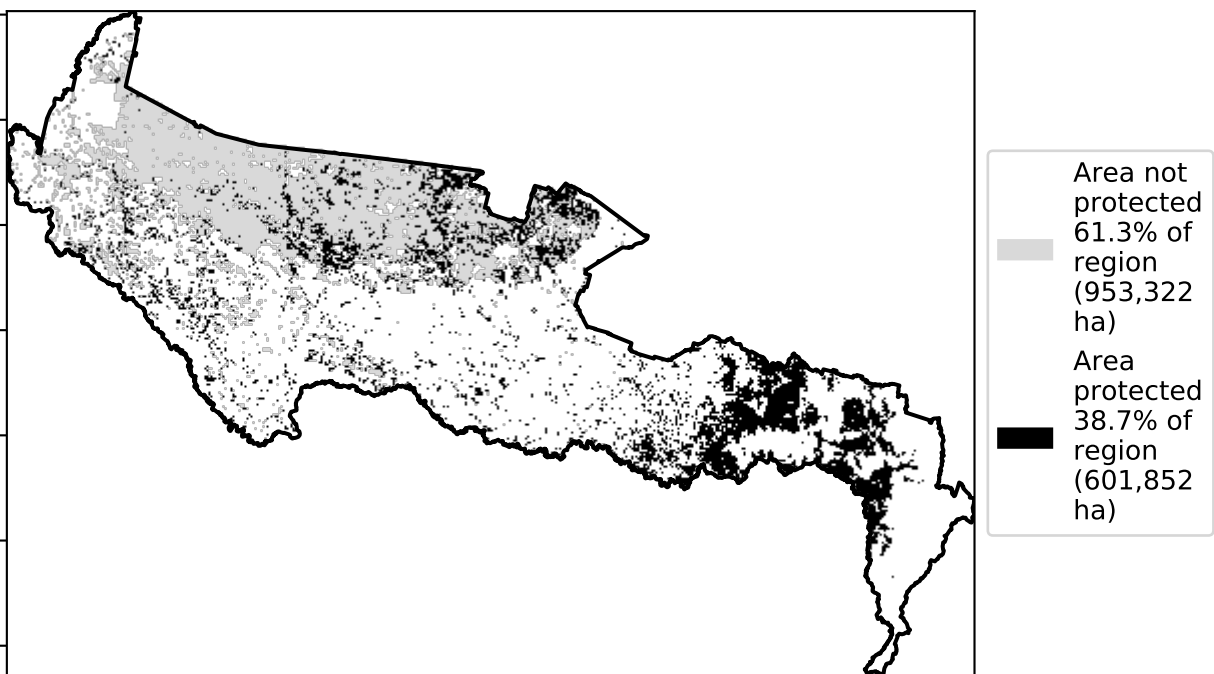 Area not
protected
61.3% of
region
(953,322
ha)
Area
protected
38.7% of
region
(601,852
ha)